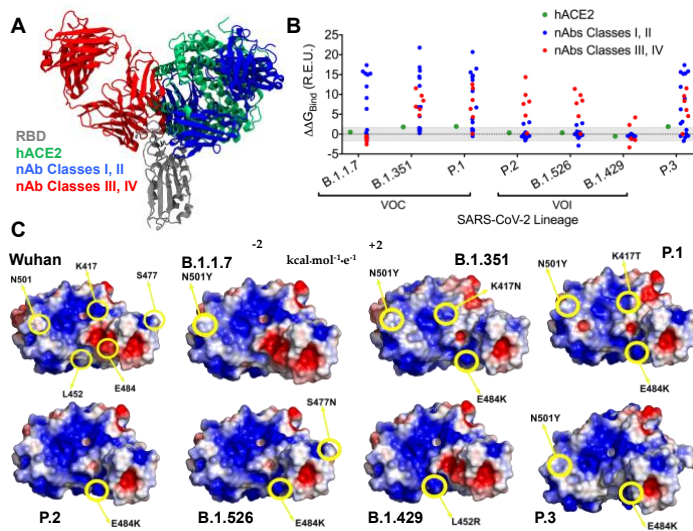 A
RBD
hACE2
nAb Classes I, II
nAb Classes III, IV
B
hACE2
nAbs Classes I, II
nAbs Classes III, IV
ΔΔG Bind (R.E.U.)
25
20
15
10
5
0
-5
B.1.1.7
B.1.351
P.1
P.2
B.1.526
B.1.429
P.3
VOC
VOI
SARS-CoV-2 Lineage
C
-2 kcal·mol⁻¹·e⁻¹ +2
Wuhan
N501
K417
S477
L452
E484
B.1.1.7
N501Y
B.1.351
N501Y
K417N
E484K
P.1
N501Y
K417T
E484K
P.2
E484K
B.1.526
S477N
E484K
B.1.429
L452R
P.3
N501Y
E484K